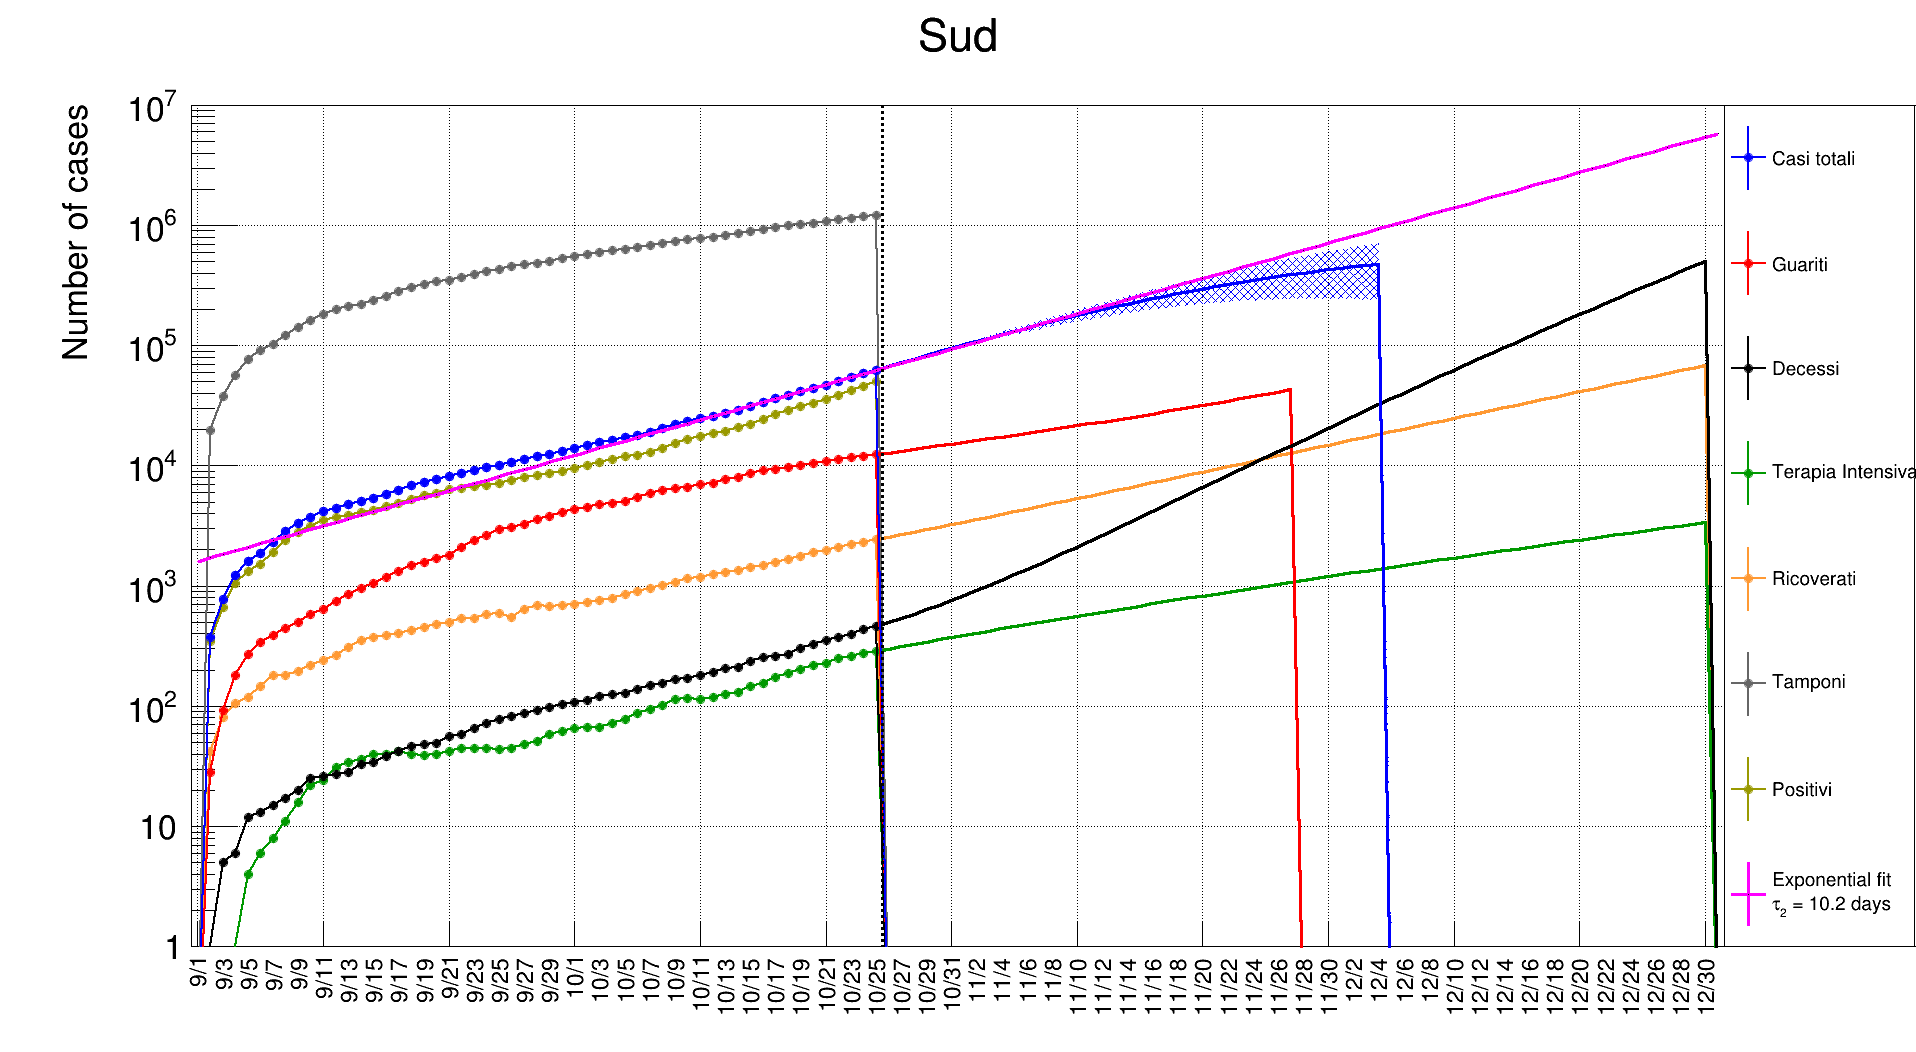 Sud
Number of cases
10^7
10^6
10^5
10^4
10^3
10^2
10
1
9/1 9/3 9/5 9/7 9/9 9/11 9/13 9/15 9/17 9/19 9/21 9/23 9/25 9/27 9/29 10/1 10/3 10/5 10/7 10/9 10/11 10/13 10/15 10/17 10/19 10/21 10/23 10/25 10/27 10/29 10/31 11/2 11/4 11/6 11/8 11/10 11/12 11/14 11/16 11/18 11/20 11/22 11/24 11/26 11/28 11/30 12/2 12/4 12/6 12/8 12/10 12/12 12/14 12/16 12/18 12/20 12/22 12/24 12/26 12/28 12/30
Casi totali
Guariti
Decessi
Terapia Intensiva
Ricoverati
Tamponi
Positivi
Exponential fit
τ₂ = 10.2 days